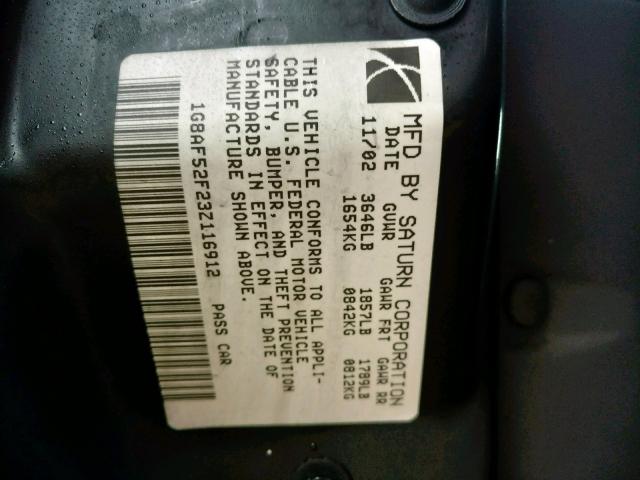 MFD BY SATURN CORPORATION
DATE GVWR GAWR FRT GAWR RR
11/02 3646LB 1857LB 1789LB
1654KG 0842KG 0812KG
THIS VEHICLE CONFORMS TO ALL APPLI-
CABLE U.S. FEDERAL MOTOR VEHICLE
SAFETY, BUMPER, AND THEFT PREVENTION
STANDARDS IN EFFECT ON THE DATE OF
MANUFACTURE SHOWN ABOVE.
1G8AF52F23Z116912 PASS CAR